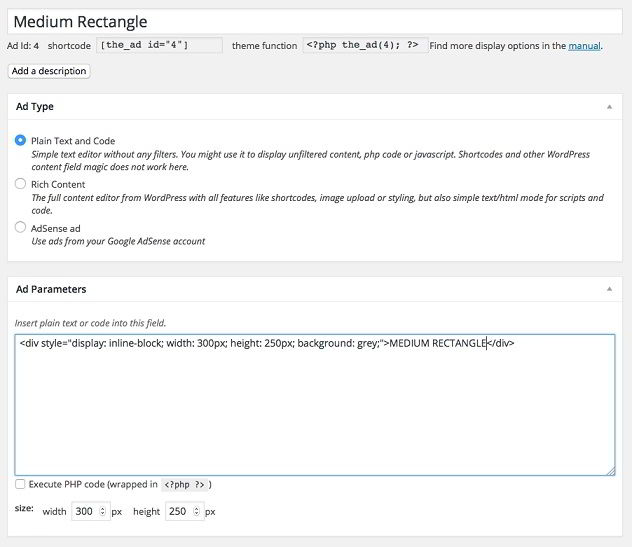 Medium Rectangle
Ad Id: 4 shortcode [the_ad id="4"] theme function <?php the_ad(4); ?> Find more display options in the manual.
Add a description
Ad Type
Plain Text and Code
Simple text editor without any filters. You might use it to display unfiltered content, php code or javascript. Shortcodes and other WordPress
content field magic does not work here.
Rich Content
The full content editor from WordPress with all features like shortcodes, image upload or styling, but also simple text/html mode for scripts and
code.
AdSense ad
Use ads from your Google AdSense account
Ad Parameters
Insert plain text or code into this field.
<div style="display: inline-block; width: 300px; height: 250px; background: grey;">MEDIUM RECTANGLE</div>
Execute PHP code (wrapped in <?php ?> )
size: width 300 px height 250 px